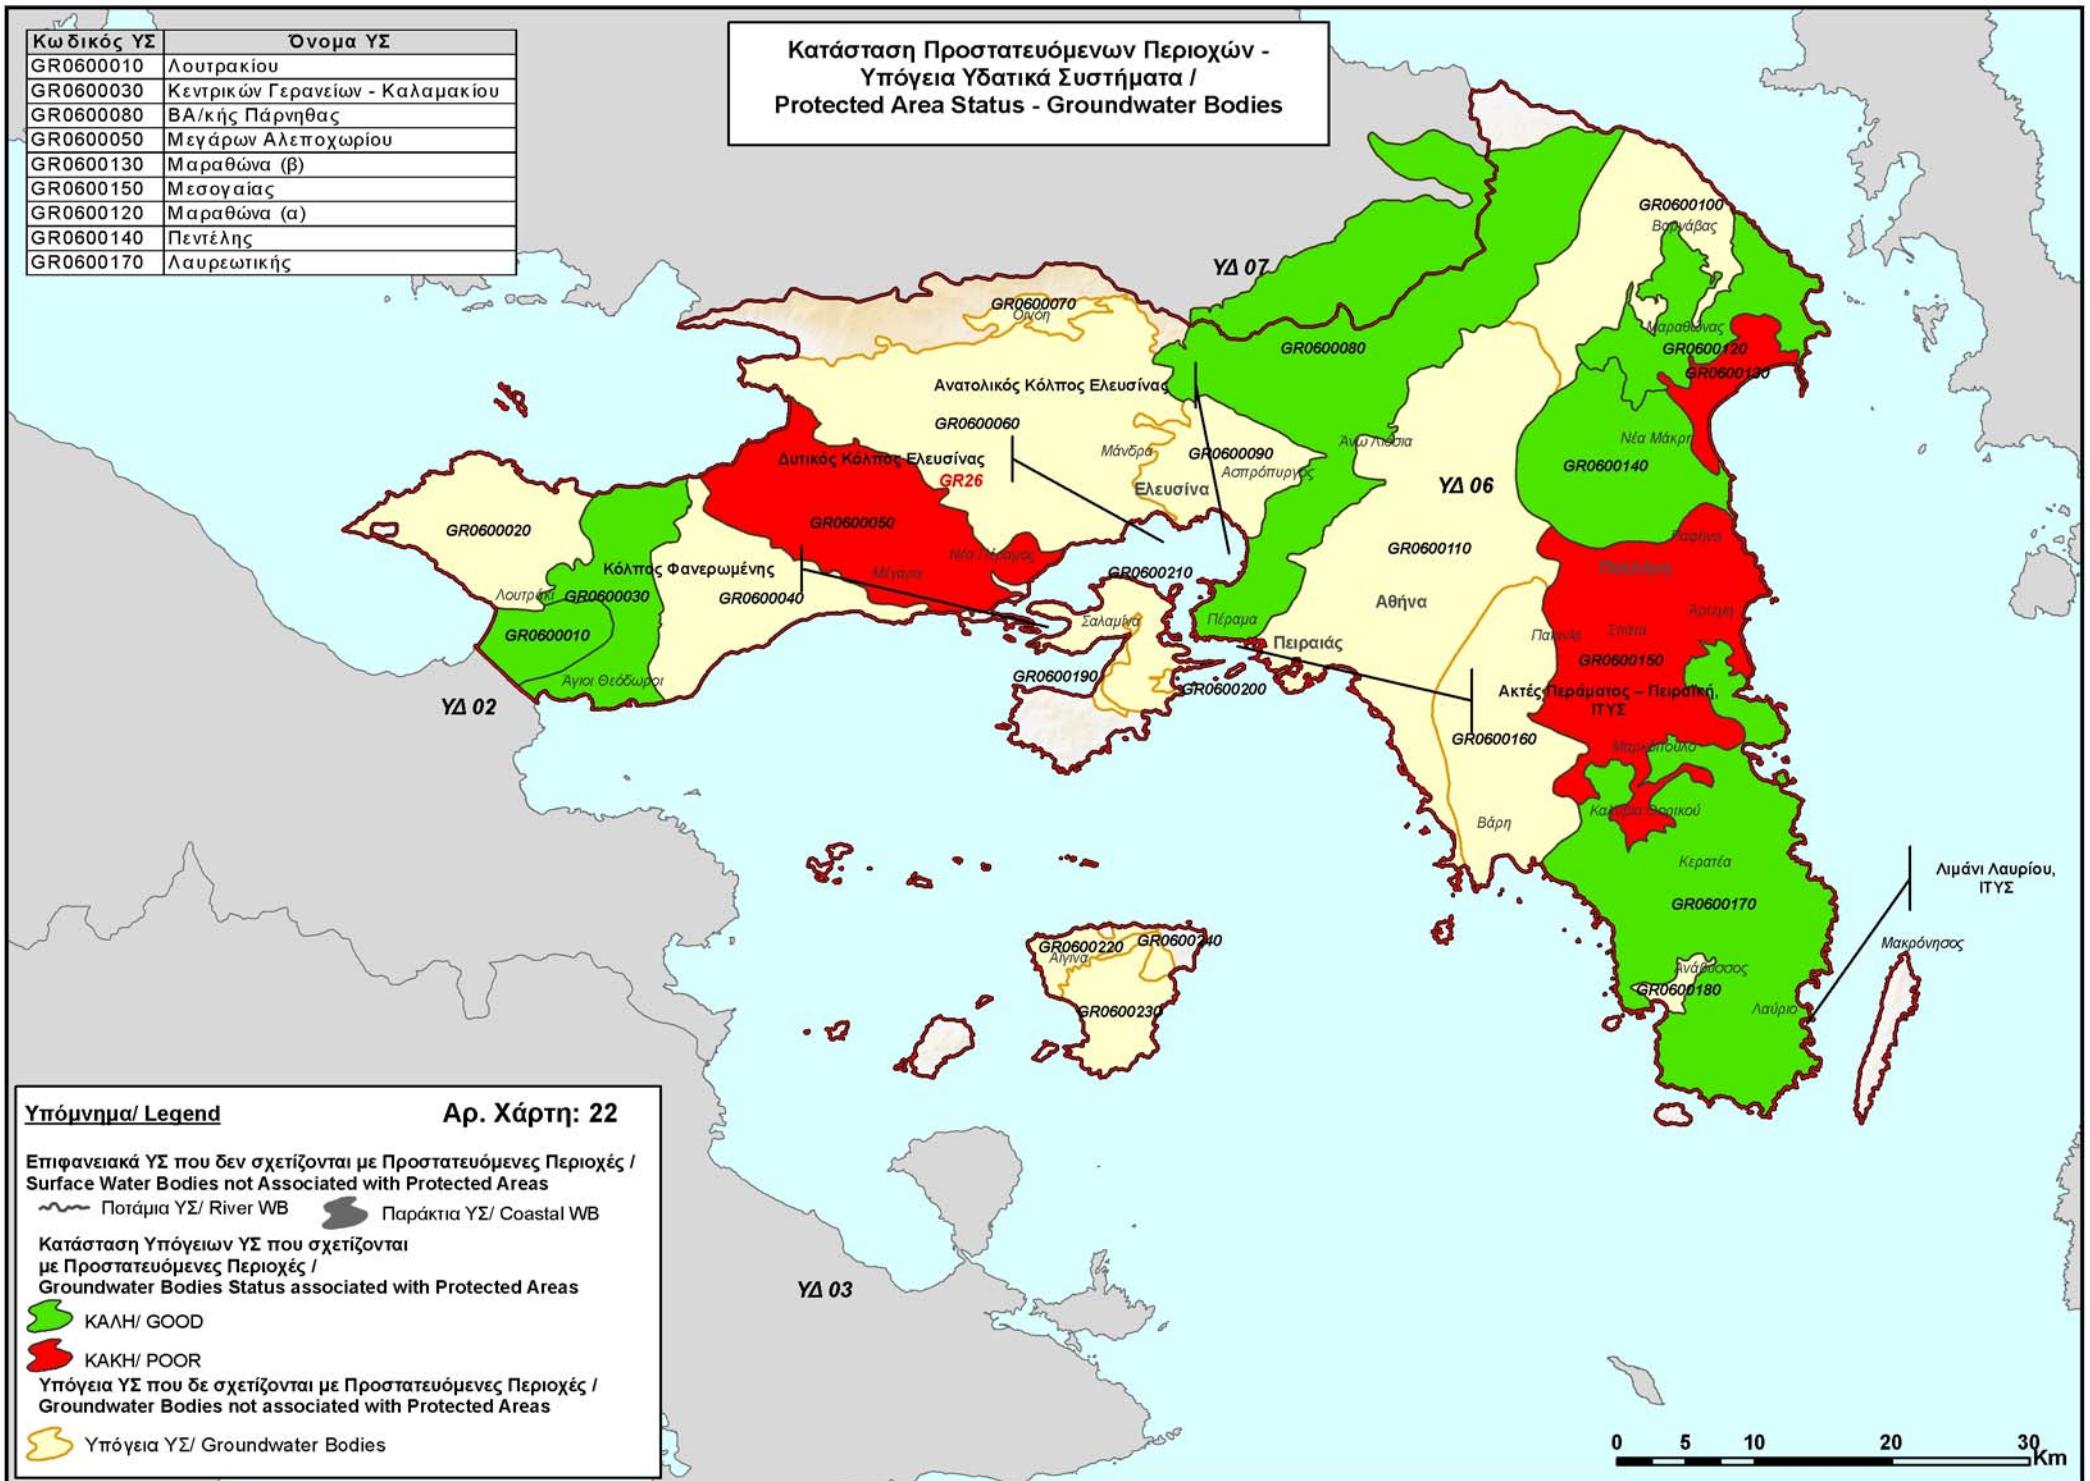 Κωδικός ΥΣ Όνομα ΥΣ
GR0600010 Λουτρακίου
GR0600030 Κεντρικών Γερανείων - Καλαμακίου
GR0600080 ΒΑ/κής Πάρνηθας
GR0600050 Μεγάρων Αλεποχωρίου
GR0600130 Μαραθώνα (β)
GR0600150 Μεσογαίας
GR0600120 Μαραθώνα (α)
GR0600140 Πεντέλης
GR0600170 Λαυρεωτικής
Κατάσταση Προστατευόμενων Περιοχών -
Υπόγεια Υδατικά Συστήματα /
Protected Area Status - Groundwater Bodies
GR0600100
Βαρνάβας
ΥΔ 07
GR0600070
Οινόη
Μαραθώνας
GR0600080
GR0600120
GR0600130
Ανατολικός Κόλπος Ελευσίνας
GR0600060
Νέα Μάκρη
Άνω Λιόσια
Μάνδρα
GR0600090
Δυτικός Κόλπος Ελευσίνας
GR0600140
Ασπρόπυργος
GR26
ΥΔ 06
Ελευσίνα
GR0600050
GR0600020
Ραφήνα
GR0600110
Νέα Πέραμος
Παλλήνη
Κόλπος Φανερωμένης
Μέγαρα
GR0600210
Λουτράκι
GR0600030
GR0600040
Αθήνα
Άρτεμη
Σαλαμίνα
Πέραμα
GR0600010
Παιανία
Σπάτα
Πειραιάς
GR0600150
GR0600190
Άγιοι Θεόδωροι
GR0600200
Ακτές Περάματος – Πειραϊκή,
ΙΤΥΣ
ΥΔ 02
GR0600160
Μαρκόπουλο
Καλύβια Θορικού
Βάρη
Κερατέα
Λιμάνι Λαυρίου,
ΙΤΥΣ
GR0600170
GR0600220
GR0600240
Αίγινα
Μακρόνησος
Ανάβυσσος
GR0600180
GR0600230
Λαύριο
Υπόμνημα/ Legend Αρ. Χάρτη: 22
Επιφανειακά ΥΣ που δεν σχετίζονται με Προστατευόμενες Περιοχές /
Surface Water Bodies not Associated with Protected Areas
Ποτάμια ΥΣ/ River WB Παράκτια ΥΣ/ Coastal WB
Κατάσταση Υπόγειων ΥΣ που σχετίζονται
με Προστατευόμενες Περιοχές /
Groundwater Bodies Status associated with Protected Areas
ΚΑΛΗ/ GOOD
ΚΑΚΗ/ POOR
Υπόγεια ΥΣ που δε σχετίζονται με Προστατευόμενες Περιοχές /
Groundwater Bodies not associated with Protected Areas
Υπόγεια ΥΣ/ Groundwater Bodies
ΥΔ 03
0 5 10 20 30
Km